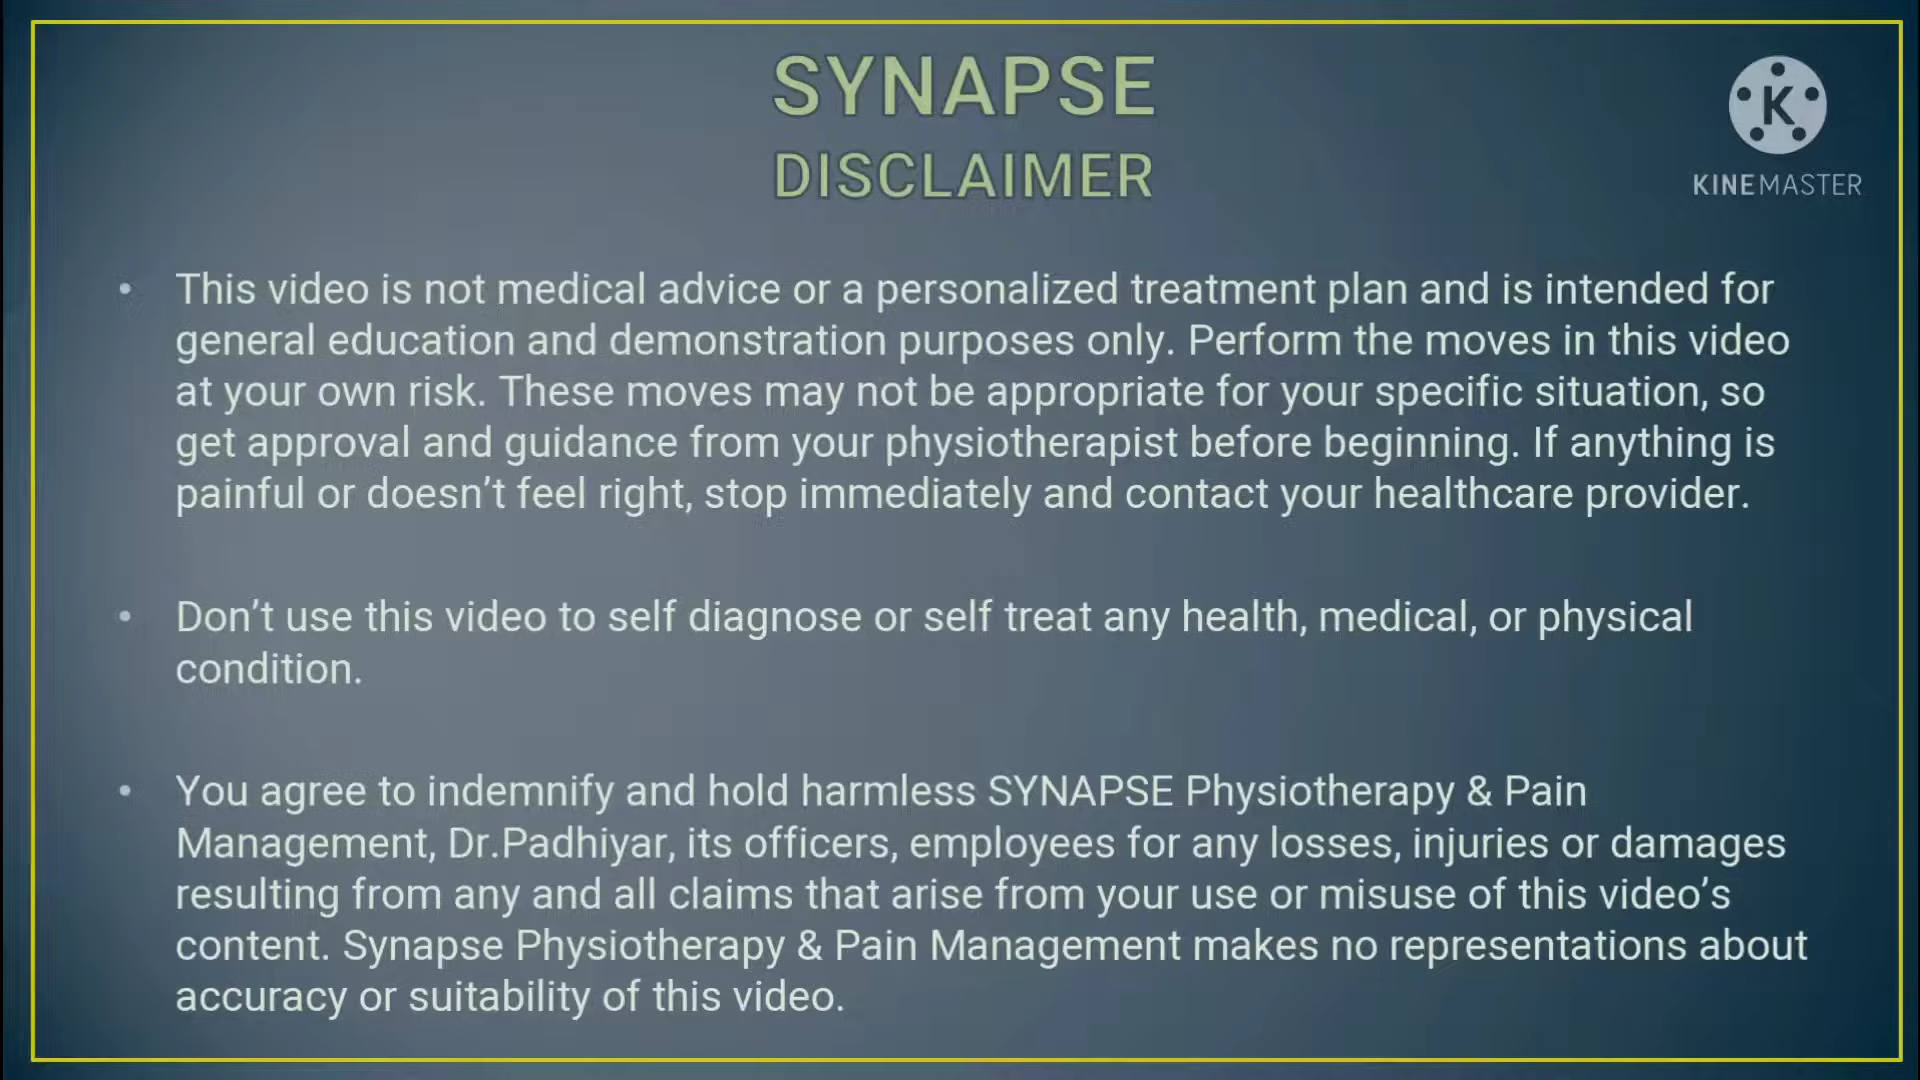 SYNAPSE
DISCLAIMER
K
KINEMASTER
• This video is not medical advice or a personalized treatment plan and is intended for
general education and demonstration purposes only. Perform the moves in this video
at your own risk. These moves may not be appropriate for your specific situation, so
get approval and guidance from your physiotherapist before beginning. If anything is
painful or doesn’t feel right, stop immediately and contact your healthcare provider.
• Don’t use this video to self diagnose or self treat any health, medical, or physical
condition.
• You agree to indemnify and hold harmless SYNAPSE Physiotherapy & Pain
Management, Dr.Padhiyar, its officers, employees for any losses, injuries or damages
resulting from any and all claims that arise from your use or misuse of this video’s
content. Synapse Physiotherapy & Pain Management makes no representations about
accuracy or suitability of this video.